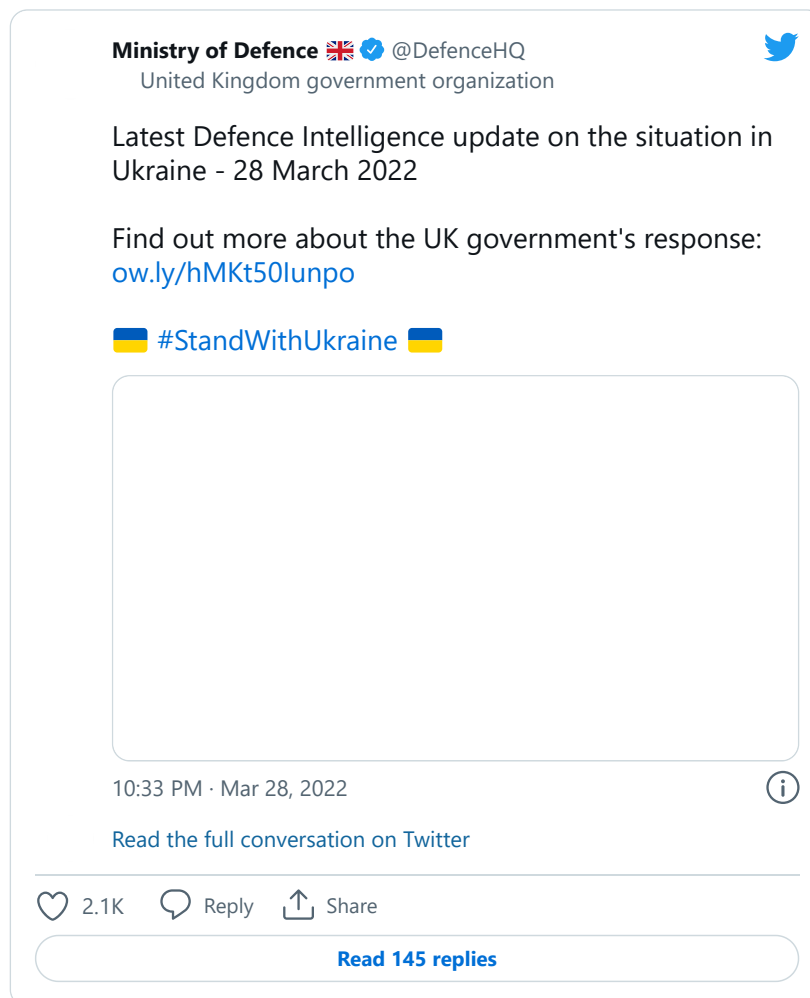 Ministry of Defence 🇬🇧 @DefenceHQ
United Kingdom government organization
Latest Defence Intelligence update on the situation in
Ukraine - 28 March 2022
Find out more about the UK government's response:
ow.ly/hMKt50Iunpo
🇺🇦 #StandWithUkraine 🇺🇦
10:33 PM · Mar 28, 2022
Read the full conversation on Twitter
2.1K Reply Share
Read 145 replies